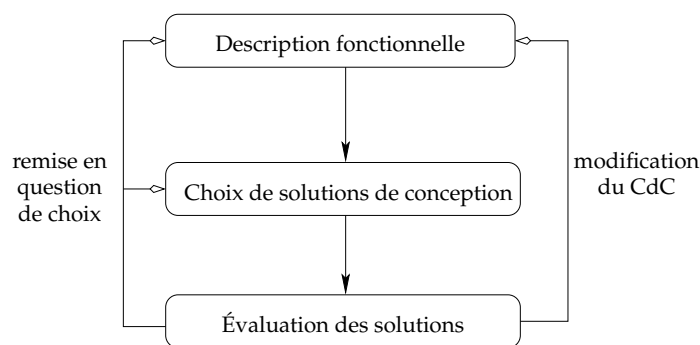 Description fonctionnelle
remise en
question
de choix
Choix de solutions de conception
modification
du CdC
Évaluation des solutions